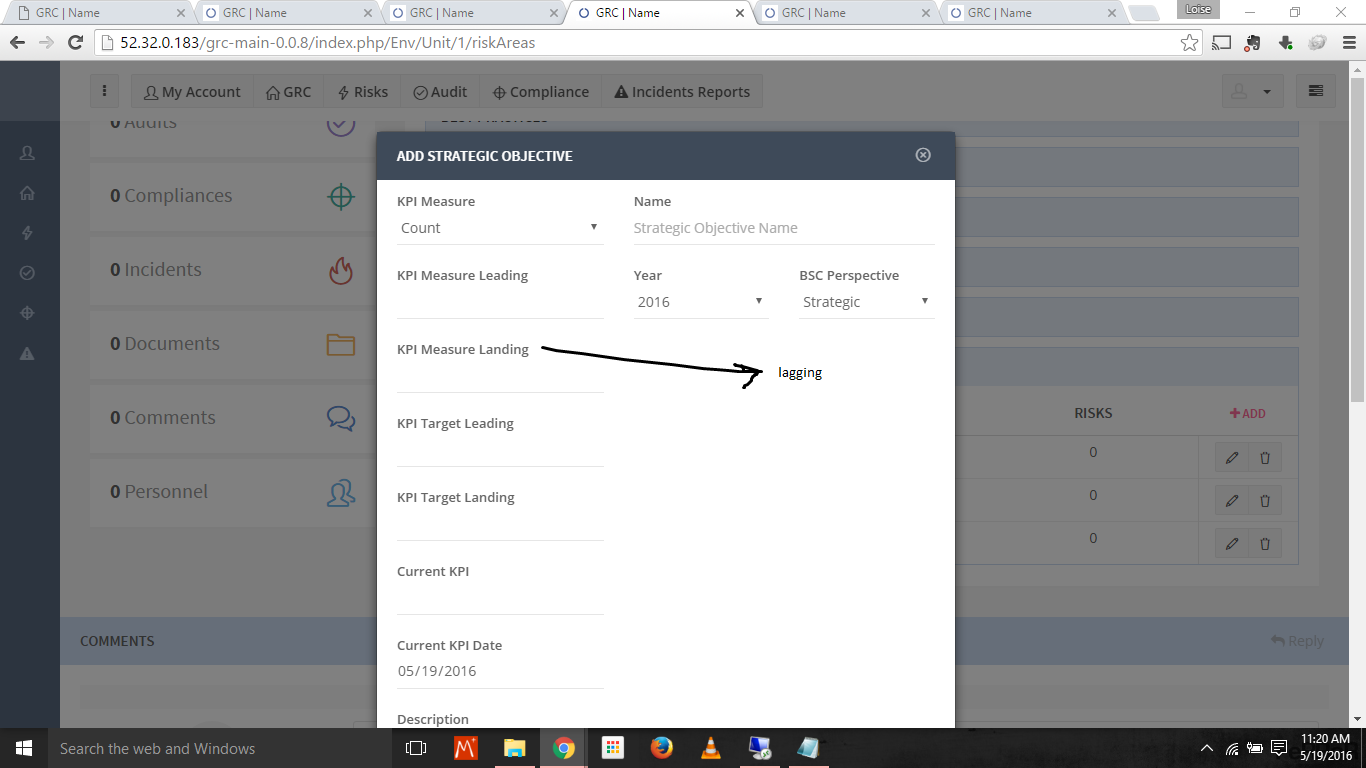 GRC | Name
GRC | Name
GRC | Name
GRC | Name
GRC | Name
GRC | Name
Loise
52.32.0.183/grc-main-0.0.8/index.php/Env/Unit/1/riskAreas
My Account
GRC
Risks
Audit
Compliance
Incidents Reports
0 Audits
BEST PRACTICES
0 Compliances
0 Incidents
0 Documents
0 Comments
0 Personnel
ADD STRATEGIC OBJECTIVE
KPI Measure
Name
Count
Strategic Objective Name
KPI Measure Leading
Year
BSC Perspective
2016
Strategic
KPI Measure Landing
lagging
KPI Target Leading
KPI Target Landing
Current KPI
Current KPI Date
05/19/2016
Description
RISKS
ADD
0
0
0
COMMENTS
Reply
Search the web and Windows
11:20 AM
5/19/2016